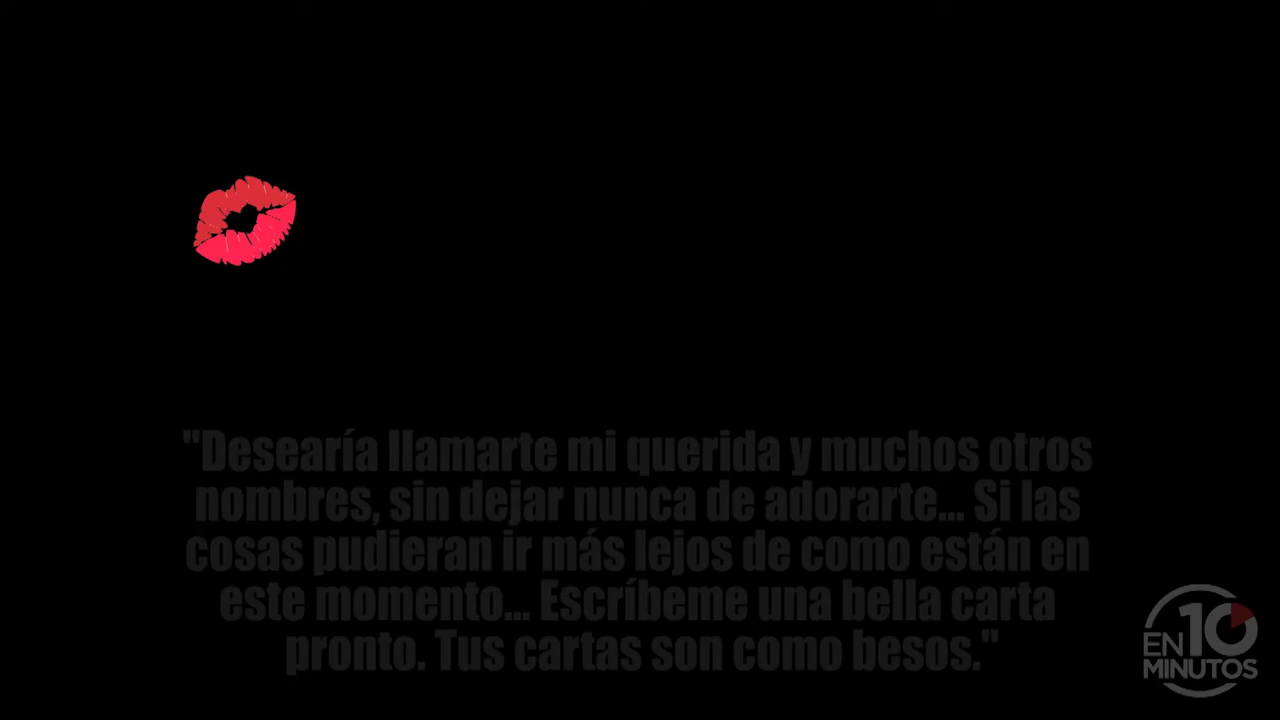 "Desearía llamarte mi querida y muchos otros
nombres, sin dejar nunca de adorarte... Si las
cosas pudieran ir más lejos de como están en
este momento... Escríbeme una bella carta
pronto. Tus cartas son como besos."
EN 10
MINUTOS